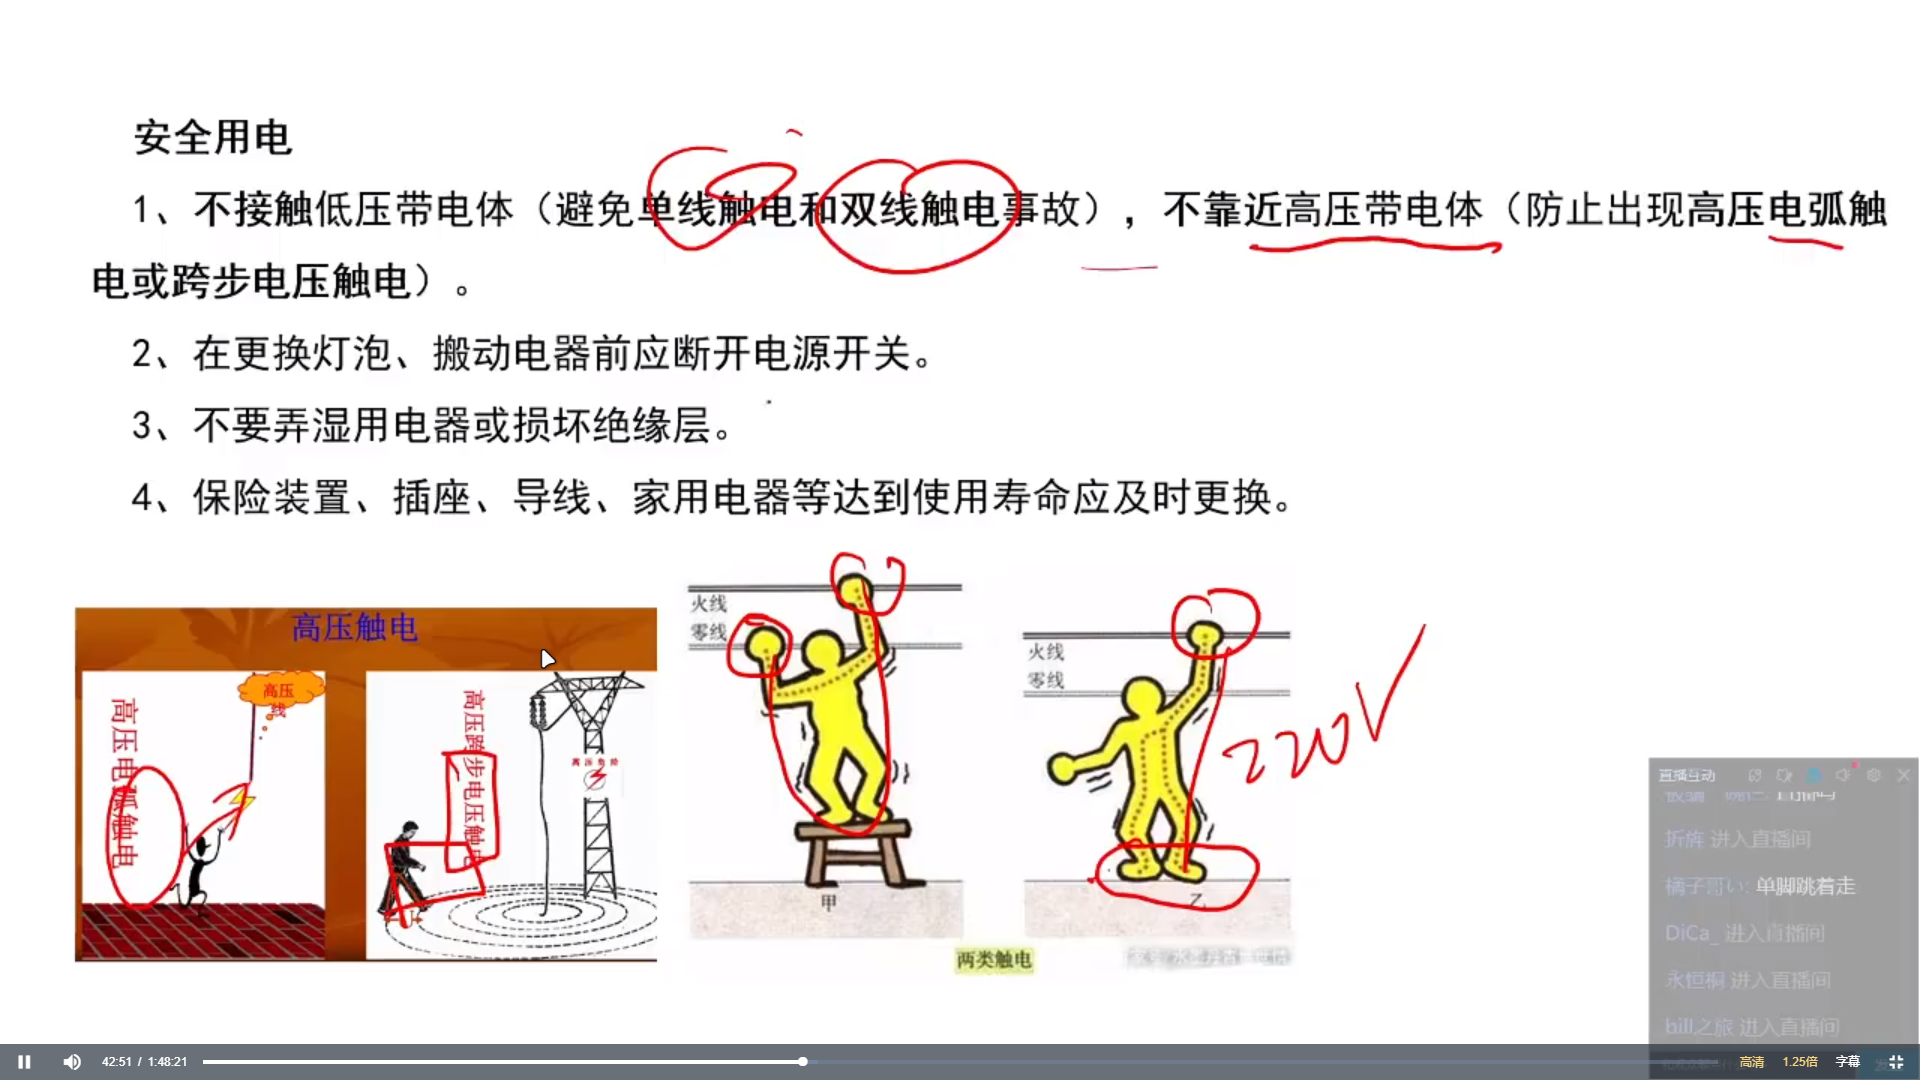 安全用电
1、不接触低压带电体（避免单线触电和双线触电事故），不靠近高压带电体（防止出现高压电弧触
电或跨步电压触电）。
2、在更换灯泡、搬动电器前应断开电源开关。
3、不要弄湿用电器或损坏绝缘层。
4、保险装置、插座、导线、家用电器等达到使用寿命应及时更换。
高压触电
高压
线
高压电弧触电
高压跨步电压触电
高压危险
火线
零线
甲
火线
零线
乙
220V
两类触电
直播互动
折旌 进入直播间
橘子哥い: 单脚跳着走
DiCa_ 进入直播间
永恒桐 进入直播间
bill之旅 进入直播间
42:51 / 1:48:21
高清
1.25倍
字幕